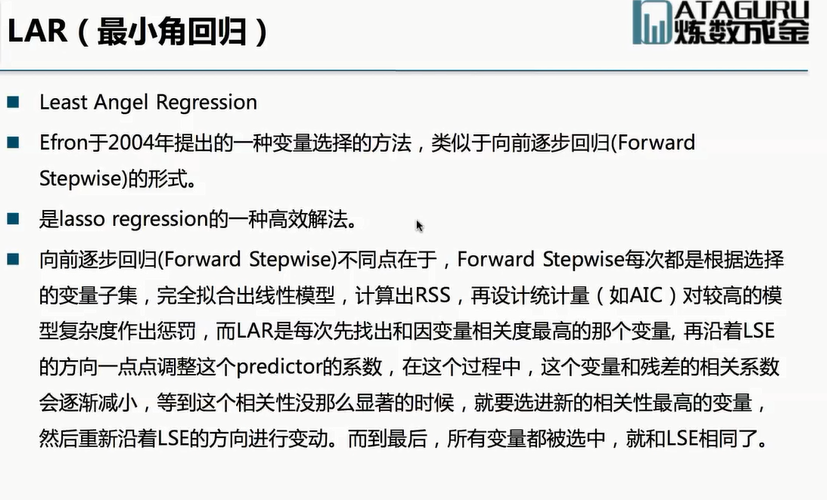 LAR（最小角回归）
ATAGURU
炼数成金
Least Angel Regression
Efron于2004年提出的一种变量选择的方法，类似于向前逐步回归(Forward
Stepwise)的形式。
是lasso regression的一种高效解法。
向前逐步回归(Forward Stepwise)不同点在于，Forward Stepwise每次都是根据选择
的变量子集，完全拟合出线性模型，计算出RSS，再设计统计量（如AIC）对较高的模
型复杂度作出惩罚，而LAR是每次先找出和因变量相关度最高的那个变量, 再沿着LSE
的方向一点点调整这个predictor的系数，在这个过程中，这个变量和残差的相关系数
会逐渐减小，等到这个相关性没那么显著的时候，就要选进新的相关性最高的变量，
然后重新沿着LSE的方向进行变动。而到最后，所有变量都被选中，就和LSE相同了。